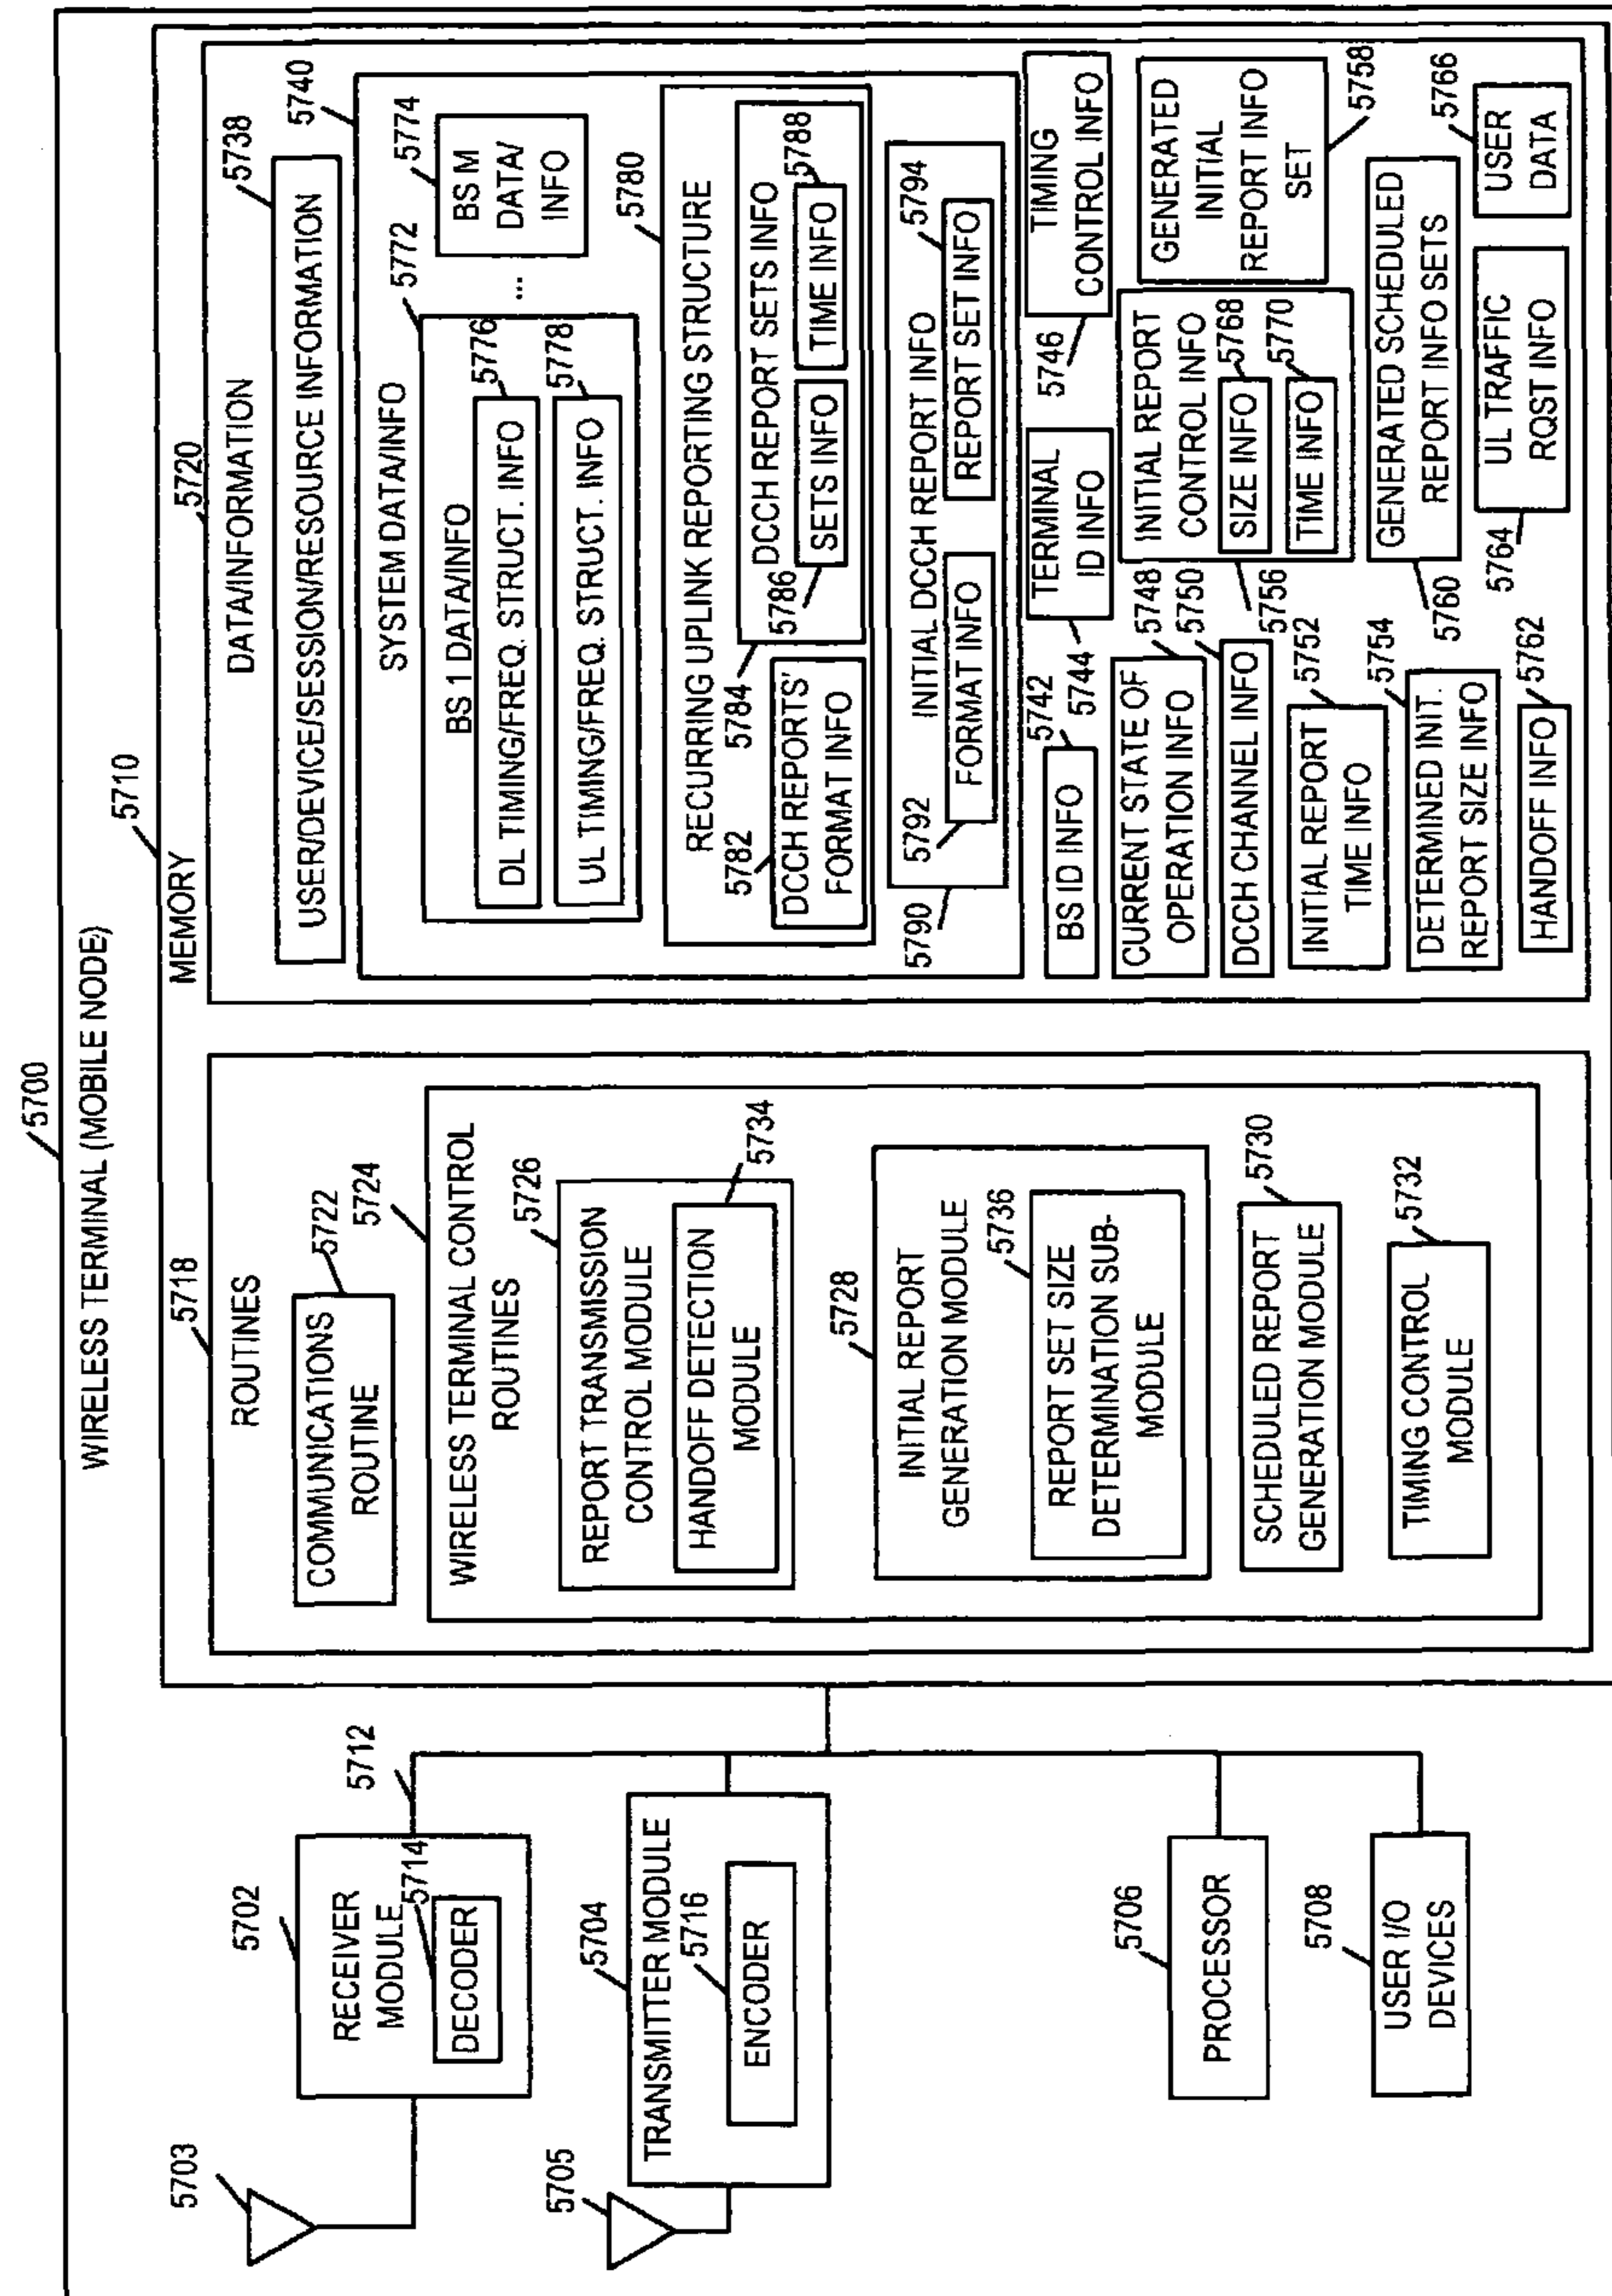 5700
WIRELESS TERMINAL (MOBILE NODE)
5703
5702
RECEIVER
MODULE
5714
DECODER
5712
5705
5704
TRANSMITTER MODULE
5716
ENCODER
5706
PROCESSOR
5708
USER I/O
DEVICES
5710
MEMORY
5718
ROUTINES
5722
COMMUNICATIONS
ROUTINE
5724
WIRELESS TERMINAL CONTROL
ROUTINES
5726
REPORT TRANSMISSION
CONTROL MODULE
5734
HANDOFF DETECTION
MODULE
5728
INITIAL REPORT
GENERATION MODULE
5736
REPORT SET SIZE
DETERMINATION SUB-
MODULE
5730
SCHEDULED REPORT
GENERATION MODULE
5732
TIMING CONTROL
MODULE
5720
DATA/INFORMATION
5738
USER/DEVICE/SESSION/RESOURCE INFORMATION
5740
SYSTEM DATA/INFO
5772
BS 1 DATA/INFO
5776
DL TIMING/FREQ. STRUCT. INFO
5778
UL TIMING/FREQ. STRUCT. INFO
...
5774
BS M
DATA/
INFO
5780
RECURRING UPLINK REPORTING STRUCTURE
5782
DCCH REPORTS'
FORMAT INFO
5784
DCCH REPORT SETS INFO
5786
SETS INFO
5788
TIME INFO
5790
INITIAL DCCH REPORT INFO
5792
FORMAT INFO
5794
REPORT SET INFO
5742
BS ID INFO
5744
TERMINAL
ID INFO
5746
TIMING
CONTROL INFO
5748
CURRENT STATE OF
OPERATION INFO
5750
DCCH CHANNEL INFO
5756
INITIAL REPORT
CONTROL INFO
5768
SIZE INFO
5770
TIME INFO
5758
GENERATED
INITIAL
REPORT INFO
SET
5752
INITIAL REPORT
TIME INFO
5754
DETERMINED INIT.
REPORT SIZE INFO
5760
GENERATED SCHEDULED
REPORT INFO SETS
5762
HANDOFF INFO
5764
UL TRAFFIC
RQST INFO
5766
USER
DATA